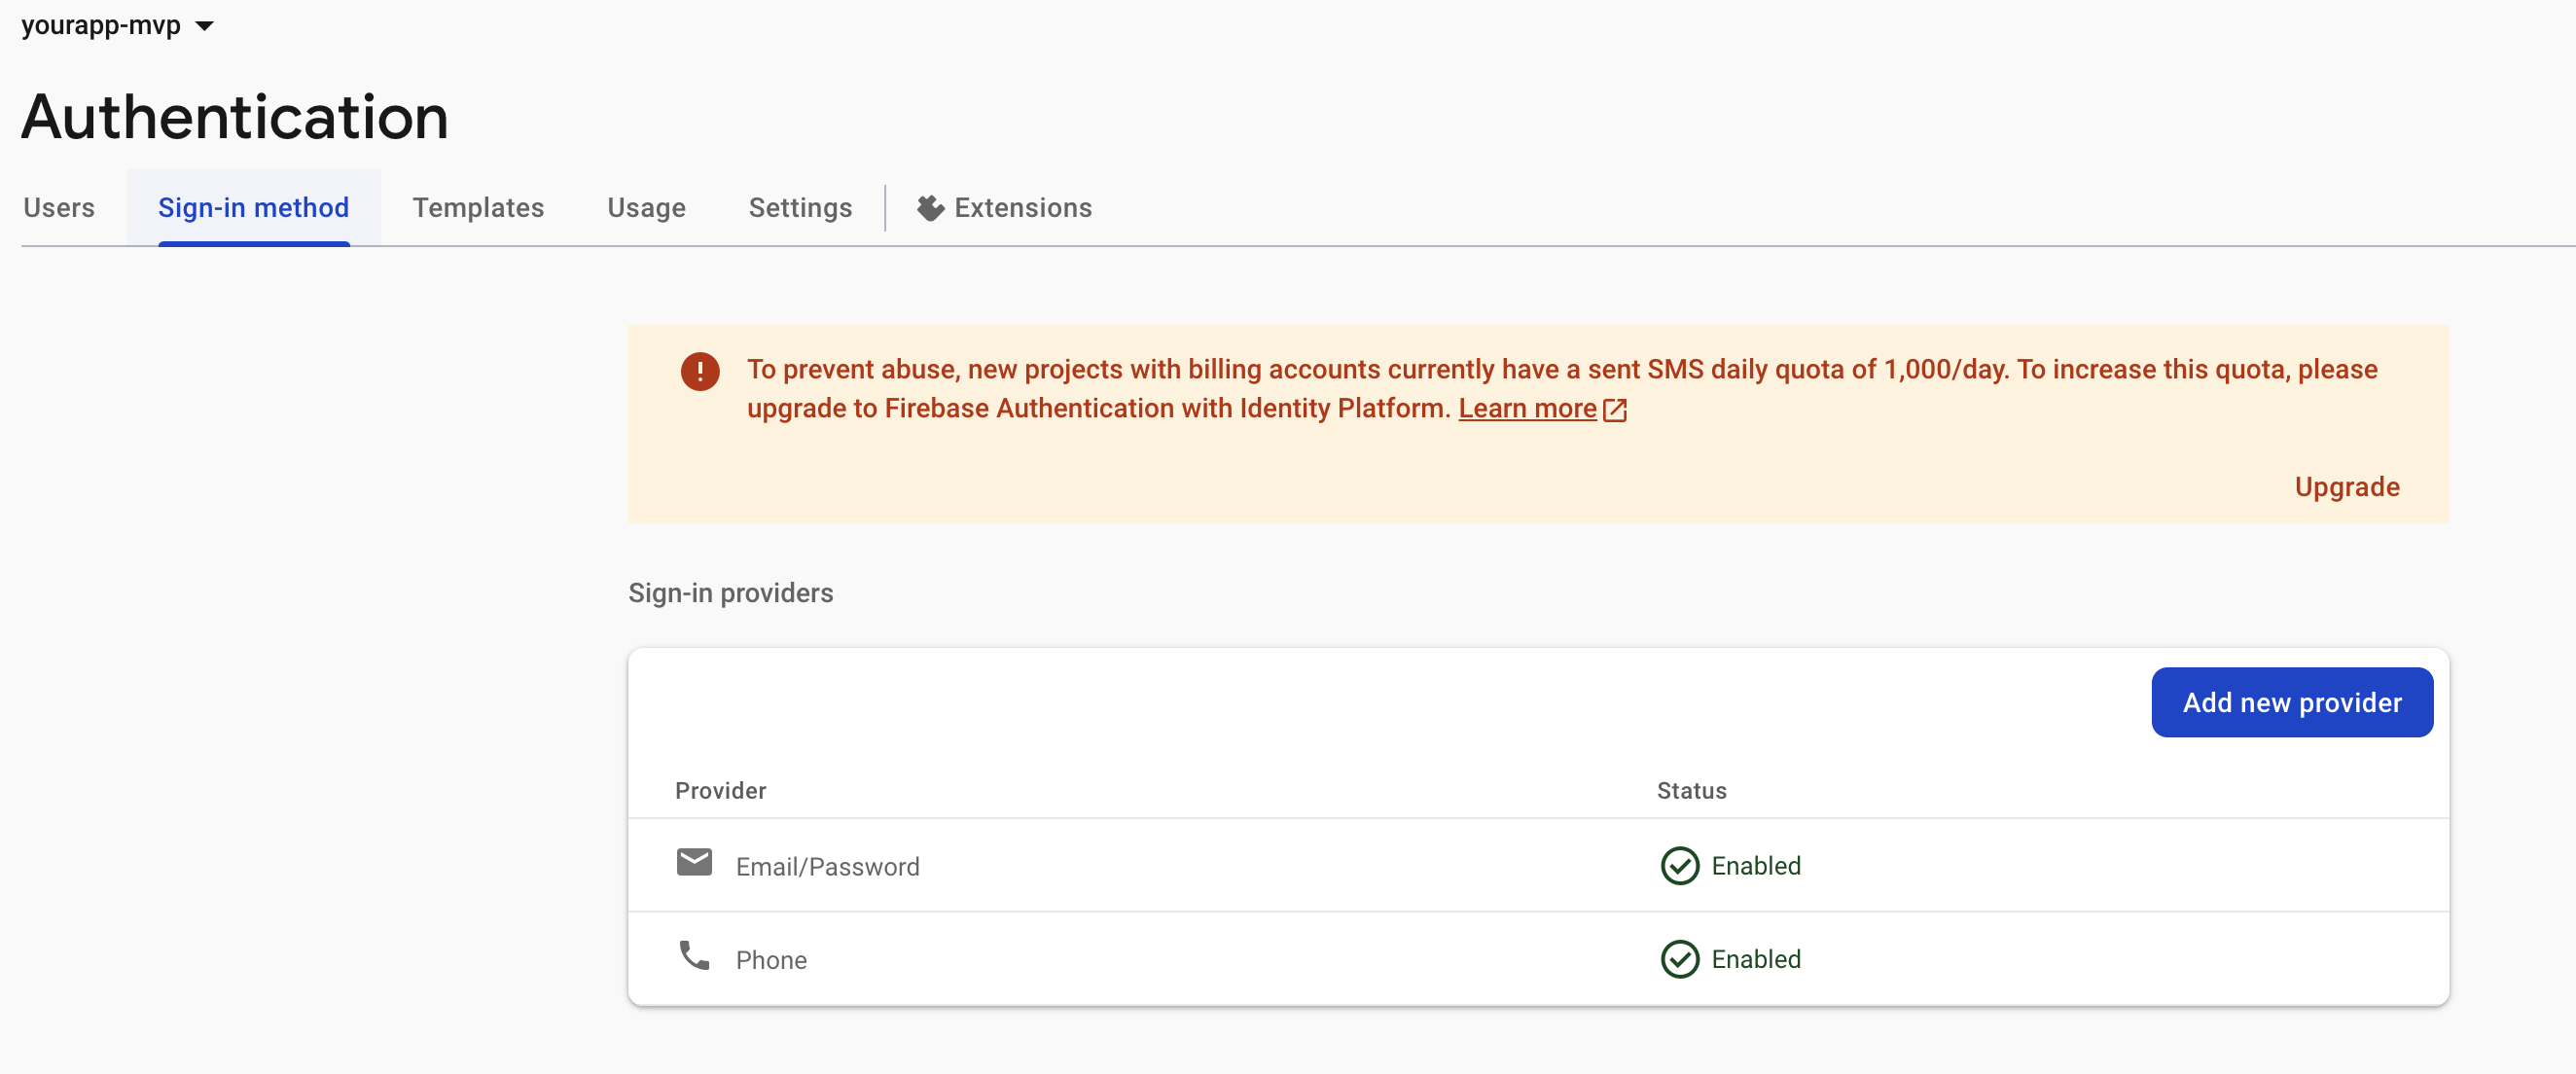 yourapp-mvp
Authentication
Users Sign-in method Templates Usage Settings Extensions
To prevent abuse, new projects with billing accounts currently have a sent SMS daily quota of 1,000/day. To increase this quota, please
upgrade to Firebase Authentication with Identity Platform. Learn more
Upgrade
Sign-in providers
Add new provider
Provider Status
Email/Password Enabled
Phone Enabled